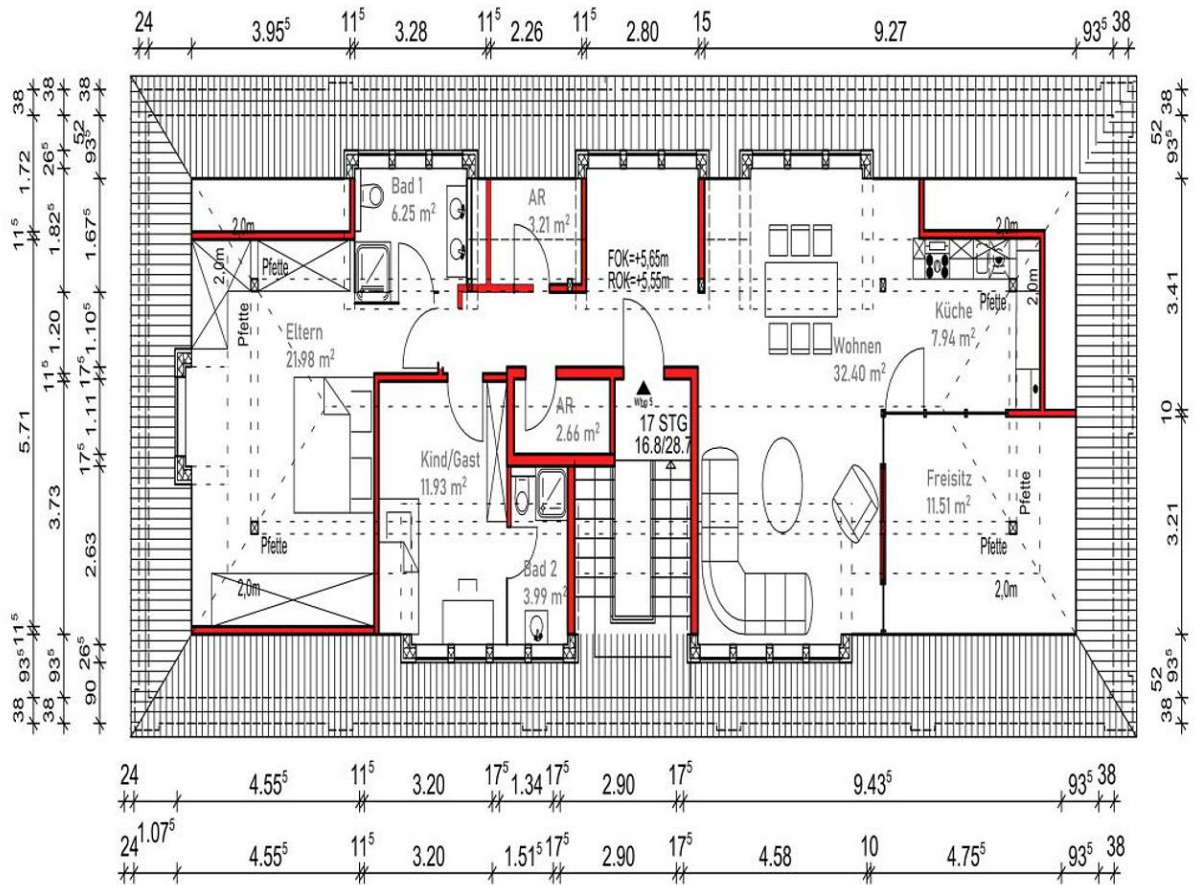 24 3.95⁵ 11⁵ 3.28 11⁵ 2.26 11⁵ 2.80 15 9.27 93⁵ 38
38 1.72 11⁵ 5.71 11⁵ 93⁵ 38
38 52 1.82⁵ 1.20 11⁵ 3.73 93⁵ 38
38 93⁵ 26⁵ 1.67⁵ 1.10⁵ 17⁵ 1.11 17⁵ 2.63 26⁵ 90
Bad 1
6.25 m²
AR
3.21 m²
2,0m
2,0m
2,0m
Pfette
FOK=+5,65m
ROK=+5,55m
Pfette
Pfette
2,0m
Küche
7.94 m²
Eltern
21.98 m²
Wohnen
32.40 m²
Whg 5
AR
2.66 m²
17 STG
16.8/28.7
Kind/Gast
11.93 m²
Freisitz
11.51 m²
Pfette
Pfette
Pfette
Bad 2
3.99 m²
2,0m
2,0m
38 52 93⁵ 3.41 10 3.21 52 93⁵ 38
24 4.55⁵ 11⁵ 3.20 17⁵ 1.34 17⁵ 2.90 17⁵ 9.43⁵ 93⁵ 38
24 1.07⁵ 4.55⁵ 11⁵ 3.20 1.51⁵ 17⁵ 2.90 17⁵ 4.58 10 4.75⁵ 93⁵ 38